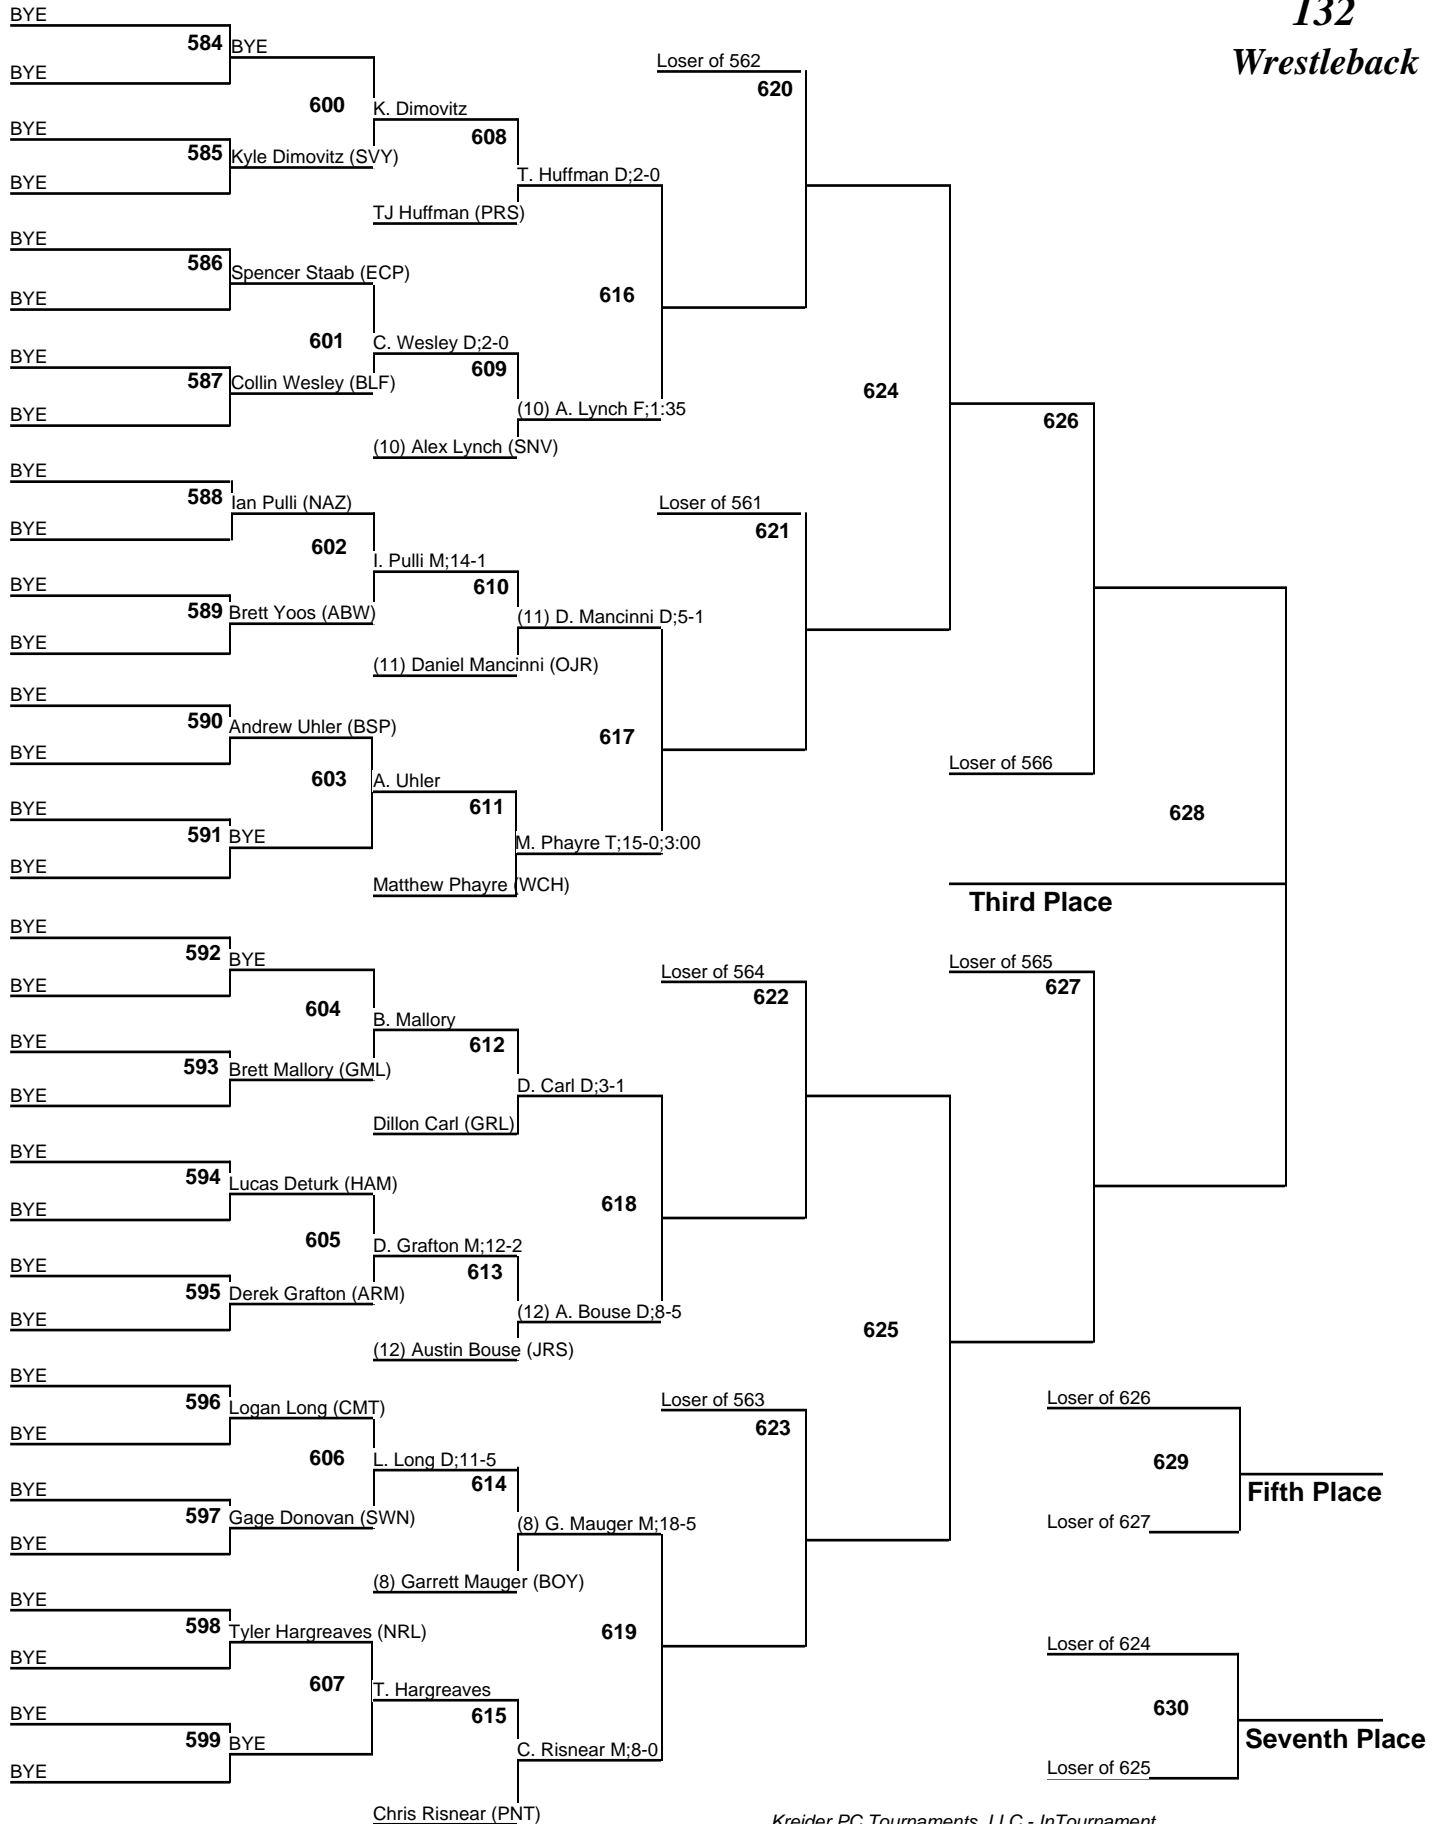 132
Wrestleback
BYE
584
BYE
BYE
Loser of 562
620
600
K. Dimovitz
BYE
608
585
Kyle Dimovitz (SVY)
BYE
T. Huffman D;2-0
TJ Huffman (PRS)
BYE
586
Spencer Staab (ECP)
BYE
616
601
C. Wesley D;2-0
BYE
609
587
Collin Wesley (BLF)
624
BYE
(10) A. Lynch F;1:35
626
(10) Alex Lynch (SNV)
BYE
588
Ian Pulli (NAZ)
Loser of 561
BYE
621
602
I. Pulli M;14-1
BYE
610
589
Brett Yoos (ABW)
(11) D. Mancinni D;5-1
BYE
(11) Daniel Mancinni (OJR)
BYE
590
Andrew Uhler (BSP)
617
BYE
Loser of 566
603
A. Uhler
BYE
611
628
591
BYE
M. Phayre T;15-0;3:00
BYE
Matthew Phayre (WCH)
Third Place
BYE
592
BYE
Loser of 565
BYE
Loser of 564
627
622
604
B. Mallory
BYE
612
593
Brett Mallory (GML)
BYE
D. Carl D;3-1
Dillon Carl (GRL)
BYE
594
Lucas Deturk (HAM)
BYE
618
605
D. Grafton M;12-2
BYE
613
595
Derek Grafton (ARM)
BYE
(12) A. Bouse D;8-5
625
(12) Austin Bouse (JRS)
BYE
596
Logan Long (CMT)
Loser of 563
Loser of 626
BYE
623
606
L. Long D;11-5
629
BYE
614
Fifth Place
597
Gage Donovan (SWN)
(8) G. Mauger M;18-5
Loser of 627
BYE
(8) Garrett Mauger (BOY)
BYE
598
Tyler Hargreaves (NRL)
619
BYE
Loser of 624
607
T. Hargreaves
BYE
615
630
599
BYE
C. Risnear M;8-0
Seventh Place
BYE
Loser of 625
Chris Risnear (PNT)
Kreider PC Tournaments, LLC - InTournament